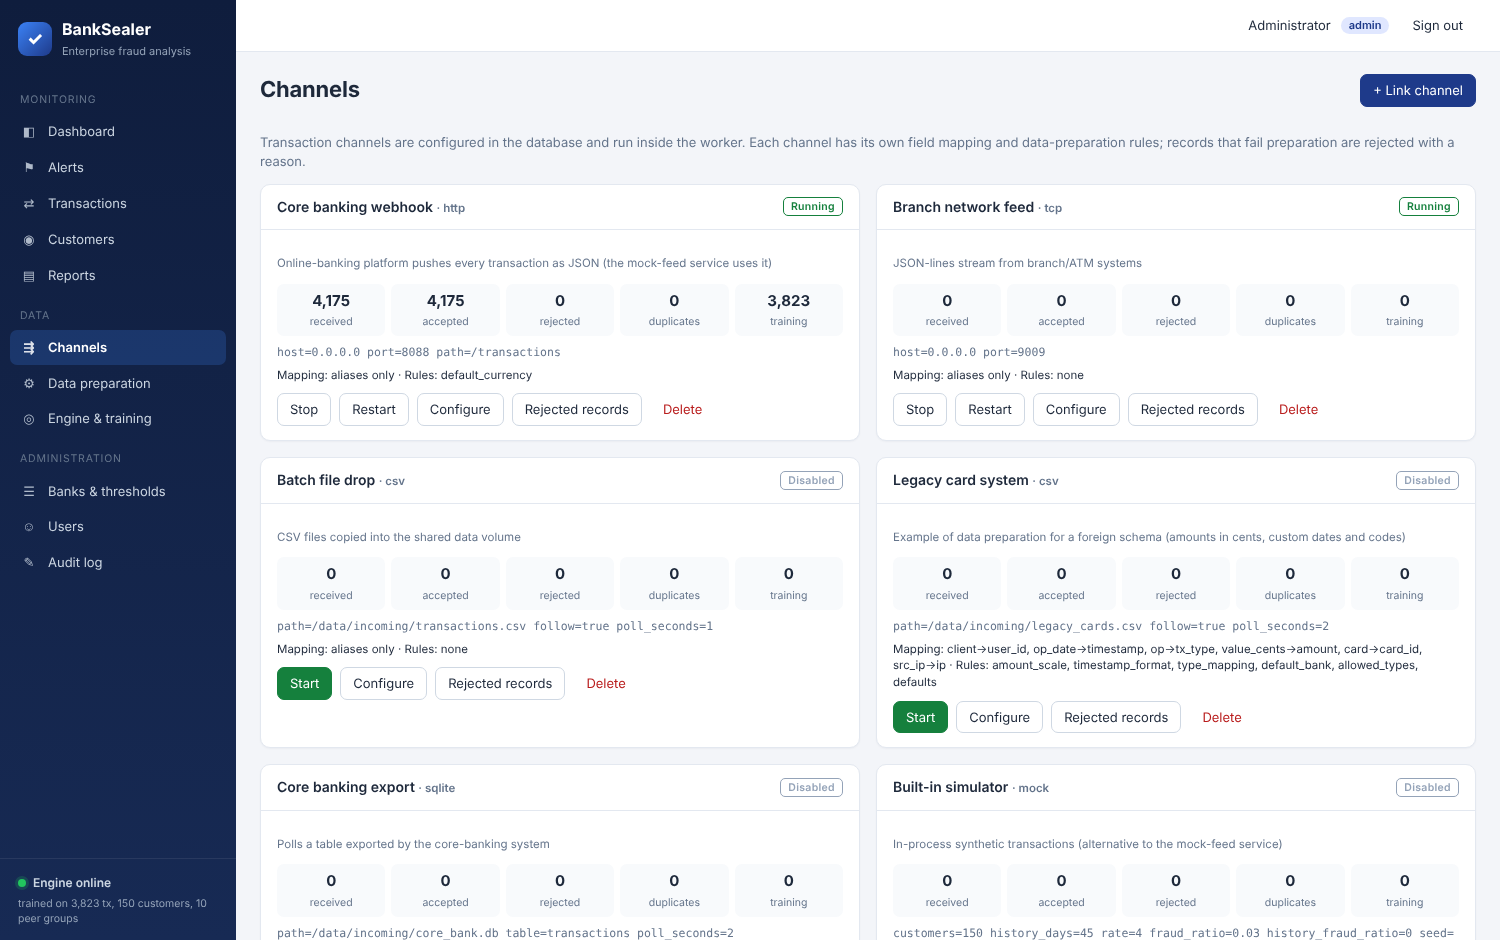 BankSealer
Enterprise fraud analysis
MONITORING
Dashboard
Alerts
Transactions
Customers
Reports
DATA
Channels
Data preparation
Engine & training
ADMINISTRATION
Banks & thresholds
Users
Audit log
Engine online
trained on 3,823 tx, 150 customers, 10
peer groups
Administrator admin Sign out
Channels
+ Link channel
Transaction channels are configured in the database and run inside the worker. Each channel has its own field mapping and data-preparation rules; records that fail preparation are rejected with a
reason.
Core banking webhook · http Running
Online-banking platform pushes every transaction as JSON (the mock-feed service uses it)
4,175 4,175 0 0 3,823
received accepted rejected duplicates training
host=0.0.0.0 port=8088 path=/transactions
Mapping: aliases only · Rules: default_currency
Stop Restart Configure Rejected records Delete
Branch network feed · tcp Running
JSON-lines stream from branch/ATM systems
0 0 0 0 0
received accepted rejected duplicates training
host=0.0.0.0 port=9009
Mapping: aliases only · Rules: none
Stop Restart Configure Rejected records Delete
Batch file drop · csv Disabled
CSV files copied into the shared data volume
0 0 0 0 0
received accepted rejected duplicates training
path=/data/incoming/transactions.csv follow=true poll_seconds=1
Mapping: aliases only · Rules: none
Start Configure Rejected records Delete
Legacy card system · csv Disabled
Example of data preparation for a foreign schema (amounts in cents, custom dates and codes)
0 0 0 0 0
received accepted rejected duplicates training
path=/data/incoming/legacy_cards.csv follow=true poll_seconds=2
Mapping: client→user_id, op_date→timestamp, op→tx_type, value_cents→amount, card→card_id,
src_ip→ip · Rules: amount_scale, timestamp_format, type_mapping, default_bank, allowed_types,
defaults
Start Configure Rejected records Delete
Core banking export · sqlite Disabled
Polls a table exported by the core-banking system
0 0 0 0 0
received accepted rejected duplicates training
path=/data/incoming/core_bank.db table=transactions poll_seconds=2
Built-in simulator · mock Disabled
In-process synthetic transactions (alternative to the mock-feed service)
0 0 0 0 0
received accepted rejected duplicates training
customers=150 history_days=45 rate=4 fraud_ratio=0.03 history_fraud_ratio=0 seed=